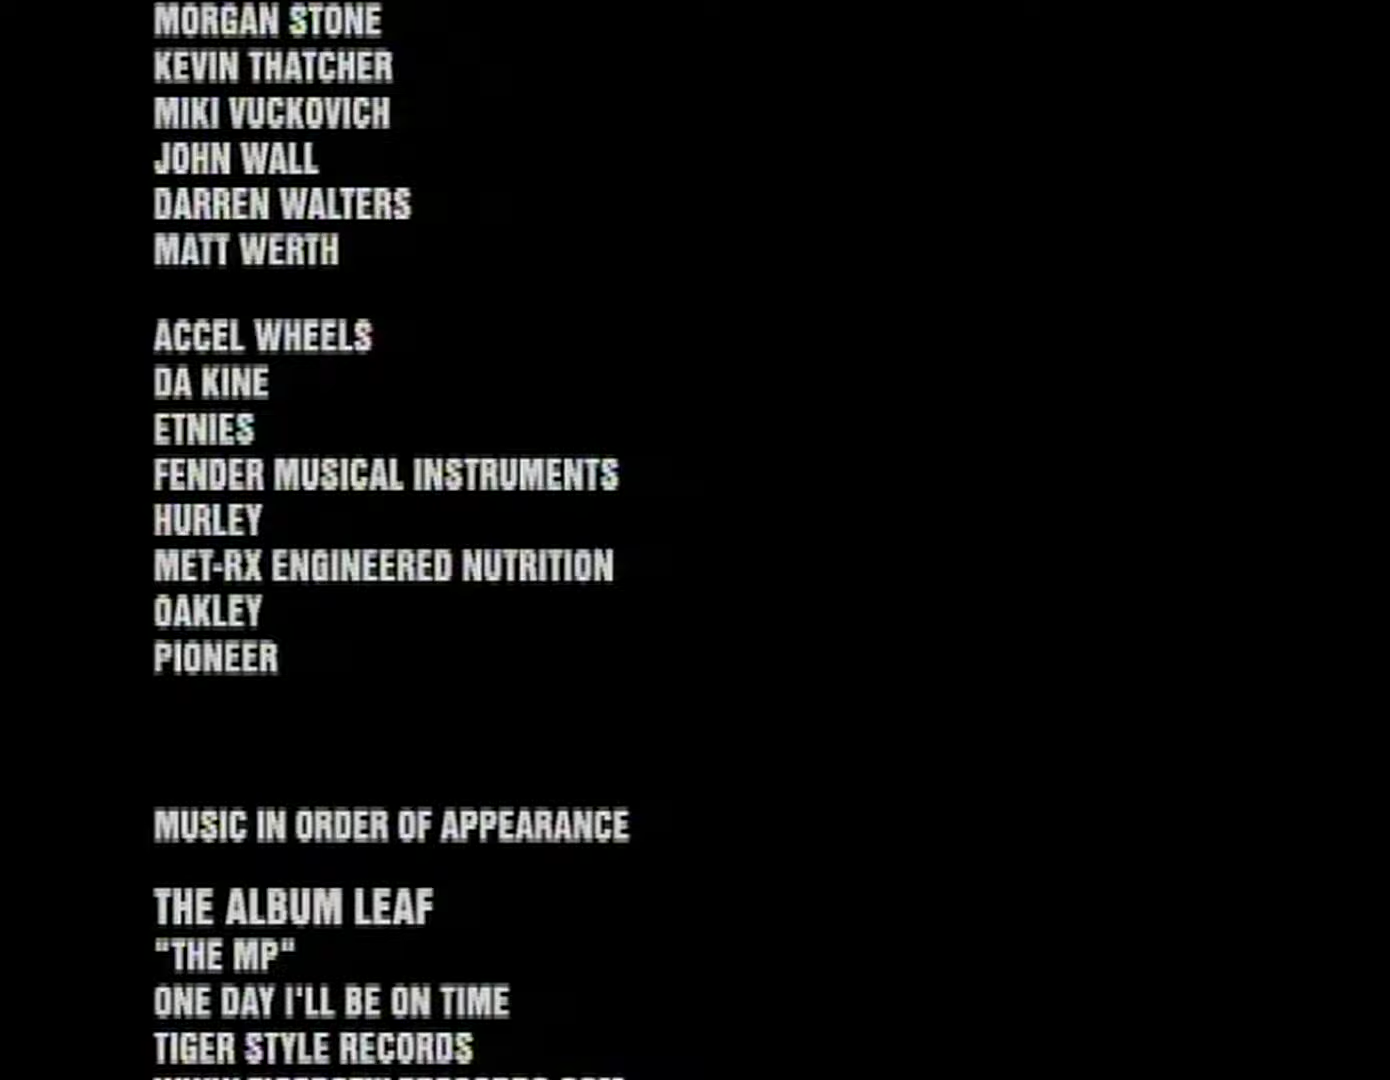 MORGAN STONE
KEVIN THATCHER
MIKI VUCKOVICH
JOHN WALL
DARREN WALTERS
MATT WERTH
ACCEL WHEELS
DA KINE
ETNIES
FENDER MUSICAL INSTRUMENTS
HURLEY
MET-RX ENGINEERED NUTRITION
OAKLEY
PIONEER
MUSIC IN ORDER OF APPEARANCE
THE ALBUM LEAF
"THE MP"
ONE DAY I'LL BE ON TIME
TIGER STYLE RECORDS